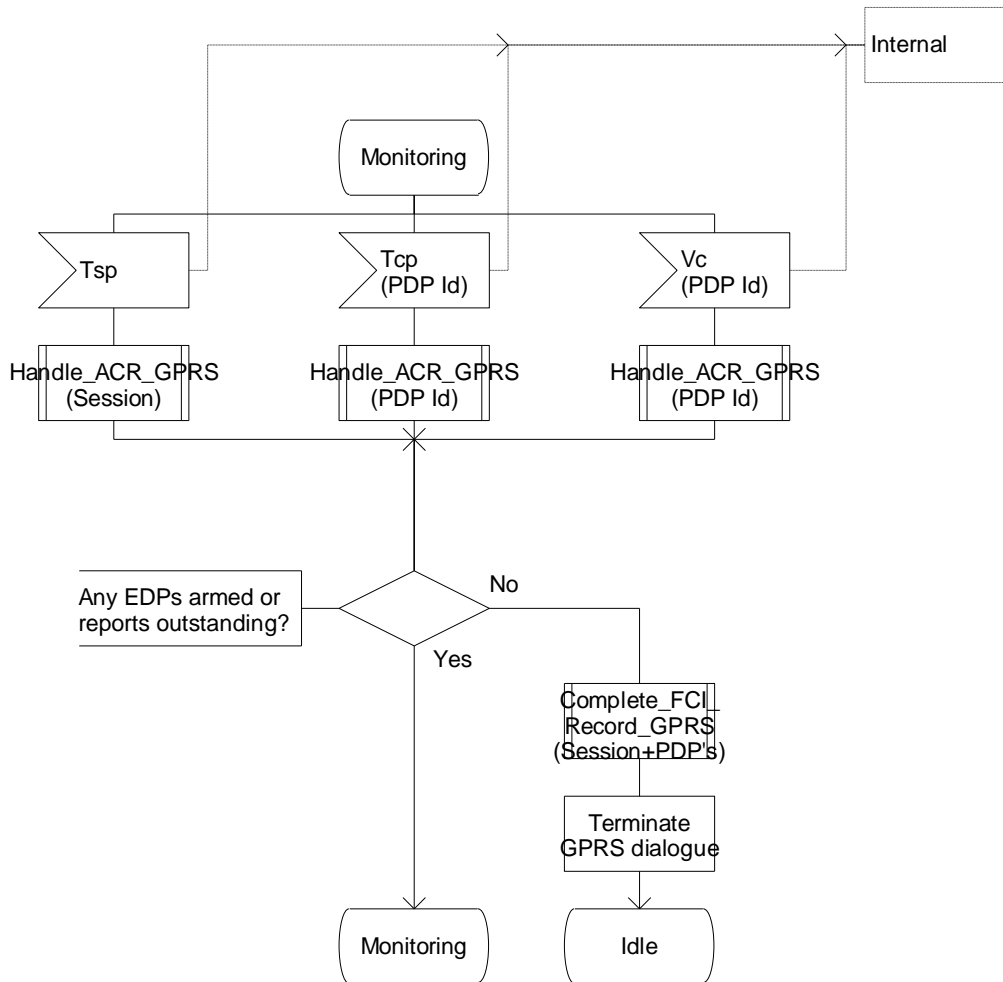 Internal
Monitoring
Tsp
Tcp
(PDP Id)
Vc
(PDP Id)
Handle_ACR_GPRS
(Session)
Handle_ACR_GPRS
(PDP Id)
Handle_ACR_GPRS
(PDP Id)
Any EDPs armed or
reports outstanding?
No
Yes
Complete_FCI_
Record_GPRS
(Session+PDP's)
Terminate
GPRS dialogue
Monitoring
Idle